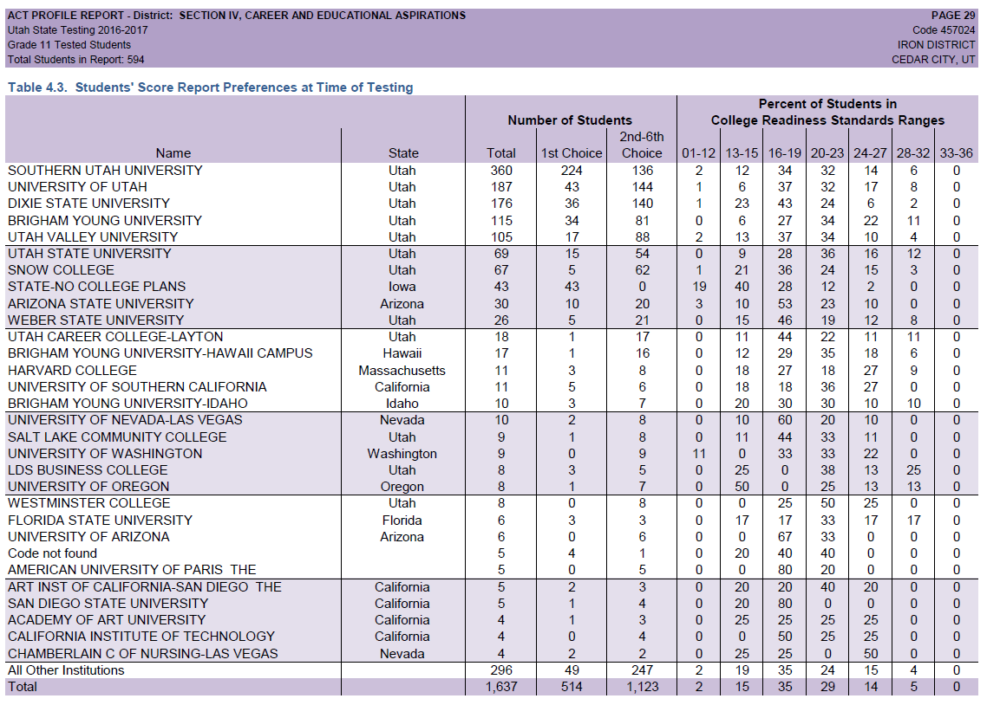 ACT PROFILE REPORT - District: SECTION IV, CAREER AND EDUCATIONAL ASPIRATIONS PAGE 29
Utah State Testing 2016-2017 Code 457024
Grade 11 Tested Students IRON DISTRICT
Total Students in Report: 594 CEDAR CITY, UT
Table 4.3. Students' Score Report Preferences at Time of Testing
Percent of Students in
Number of Students College Readiness Standards Ranges
2nd-6th
Name State Total 1st Choice Choice 01-12 13-15 16-19 20-23 24-27 28-32 33-36
SOUTHERN UTAH UNIVERSITY Utah 360 224 136 2 12 34 32 14 6 0
UNIVERSITY OF UTAH Utah 187 43 144 1 6 37 32 17 8 0
DIXIE STATE UNIVERSITY Utah 176 36 140 1 23 43 24 6 2 0
BRIGHAM YOUNG UNIVERSITY Utah 115 34 81 0 6 27 34 22 11 0
UTAH VALLEY UNIVERSITY Utah 105 17 88 2 13 37 34 10 4 0
UTAH STATE UNIVERSITY Utah 69 15 54 0 9 28 36 16 12 0
SNOW COLLEGE Utah 67 5 62 1 21 36 24 15 3 0
STATE-NO COLLEGE PLANS Iowa 43 43 0 19 40 28 12 2 0 0
ARIZONA STATE UNIVERSITY Arizona 30 10 20 3 10 53 23 10 0 0
WEBER STATE UNIVERSITY Utah 26 5 21 0 15 46 19 12 8 0
UTAH CAREER COLLEGE-LAYTON Utah 18 1 17 0 11 44 22 11 11 0
BRIGHAM YOUNG UNIVERSITY-HAWAII CAMPUS Hawaii 17 1 16 0 12 29 35 18 6 0
HARVARD COLLEGE Massachusetts 11 3 8 0 18 27 18 27 9 0
UNIVERSITY OF SOUTHERN CALIFORNIA California 11 5 6 0 18 18 36 27 0 0
BRIGHAM YOUNG UNIVERSITY-IDAHO Idaho 10 3 7 0 20 30 30 10 10 0
UNIVERSITY OF NEVADA-LAS VEGAS Nevada 10 2 8 0 10 60 20 10 0 0
SALT LAKE COMMUNITY COLLEGE Utah 9 1 8 0 11 44 33 11 0 0
UNIVERSITY OF WASHINGTON Washington 9 0 9 11 0 33 33 22 0 0
LDS BUSINESS COLLEGE Utah 8 3 5 0 25 0 38 13 25 0
UNIVERSITY OF OREGON Oregon 8 1 7 0 50 0 25 13 13 0
WESTMINSTER COLLEGE Utah 8 0 8 0 0 25 50 25 0 0
FLORIDA STATE UNIVERSITY Florida 6 3 3 0 17 17 33 17 17 0
UNIVERSITY OF ARIZONA Arizona 6 0 6 0 0 67 33 0 0 0
Code not found 5 4 1 0 20 40 40 0 0 0
AMERICAN UNIVERSITY OF PARIS THE 5 0 5 0 0 80 20 0 0 0
ART INST OF CALIFORNIA-SAN DIEGO THE California 5 2 3 0 20 20 40 20 0 0
SAN DIEGO STATE UNIVERSITY California 5 1 4 0 20 80 0 0 0 0
ACADEMY OF ART UNIVERSITY California 4 1 3 0 25 25 25 25 0 0
CALIFORNIA INSTITUTE OF TECHNOLOGY California 4 0 4 0 0 50 25 25 0 0
CHAMBERLAIN C OF NURSING-LAS VEGAS Nevada 4 2 2 0 25 25 0 50 0 0
All Other Institutions 296 49 247 2 19 35 24 15 4 0
Total 1,637 514 1,123 2 15 35 29 14 5 0